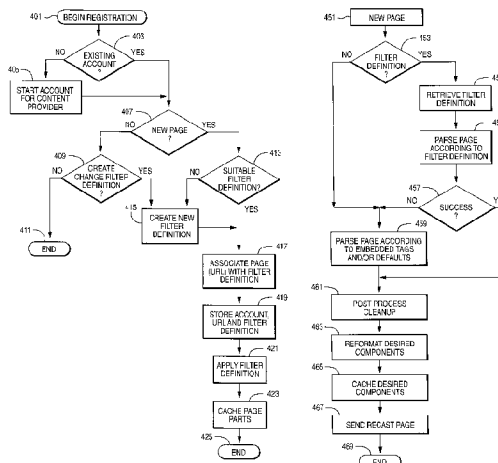 401
BEGIN REGISTRATION
403
NO
EXISTING
ACCOUNT
?
YES
405
START ACCOUNT
FOR CONTENT
PROVIDER
407
NEW PAGE
?
YES
NO
409
CREATE
CHANGE FILTER
DEFINITION
?
NO
YES
413
SUITABLE
FILTER
DEFINITION?
NO
YES
415
CREATE NEW
FILTER
DEFINITION
411
END
417
ASSOCIATE PAGE
(URL) WITH FILTER
DEFINITION
419
STORE ACCOUNT,
URL AND FILTER
DEFINITION
421
APPLY FILTER
DEFINITION
423
CACHE PAGE
PARTS
425
END
451
NEW PAGE
453
NO
FILTER
DEFINITION
?
YES
RETRIEVE FILTER
DEFINITION
PARSE PAGE
ACCORDING TO
FILTER DEFINITION
457
NO
SUCCESS
?
459
PARSE PAGE ACCORDING
TO EMBEDDED TAGS
AND/OR DEFAULTS
461
POST PROCESS
CLEANUP
463
REFORMAT DESIRED
COMPONENTS
465
CACHE DESIRED
COMPONENTS
467
SEND RECAST PAGE
469
END